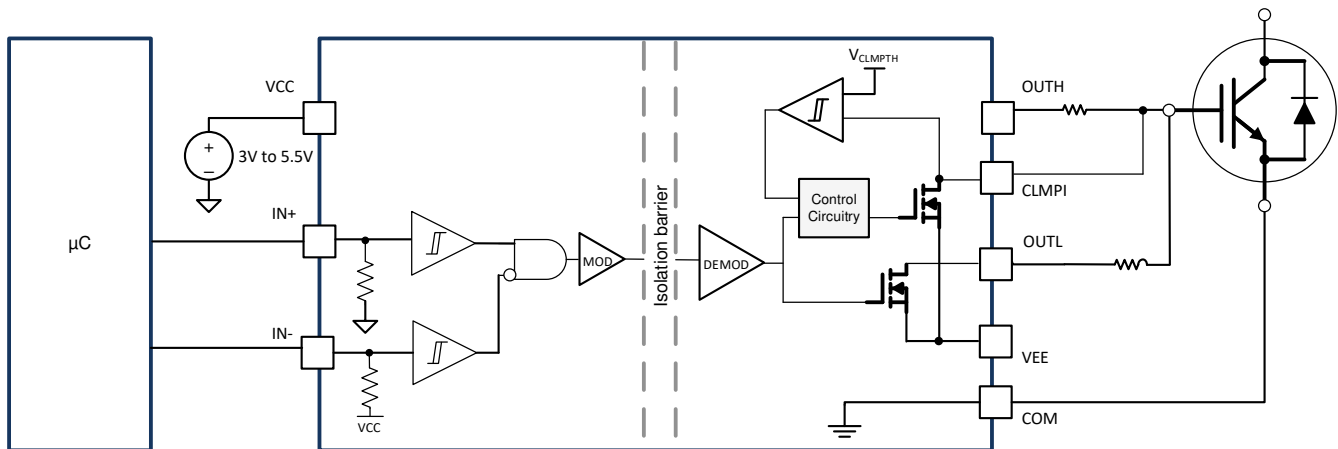 µC
VCC
+
−
3V to 5.5V
IN+
IN-
VCC
MOD
Isolation barrier
DEMOD
VCLMPTH
Control
Circuitry
OUTH
CLMPI
OUTL
VEE
COM